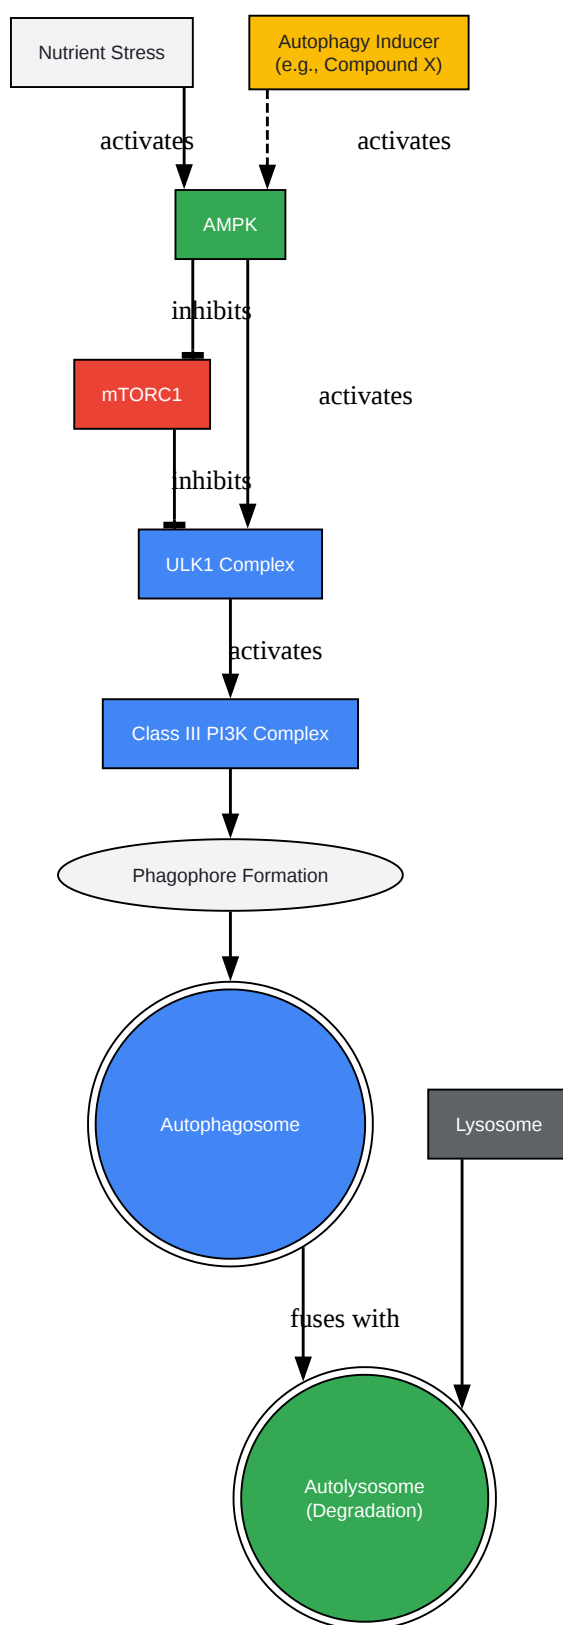 Nutrient Stress
Autophagy Inducer
(e.g., Compound X)
activates
activates
AMPK
inhibits
mTORC1
activates
inhibits
ULK1 Complex
activates
Class III PI3K Complex
Phagophore Formation
Autophagosome
Lysosome
fuses with
Autolysosome
(Degradation)